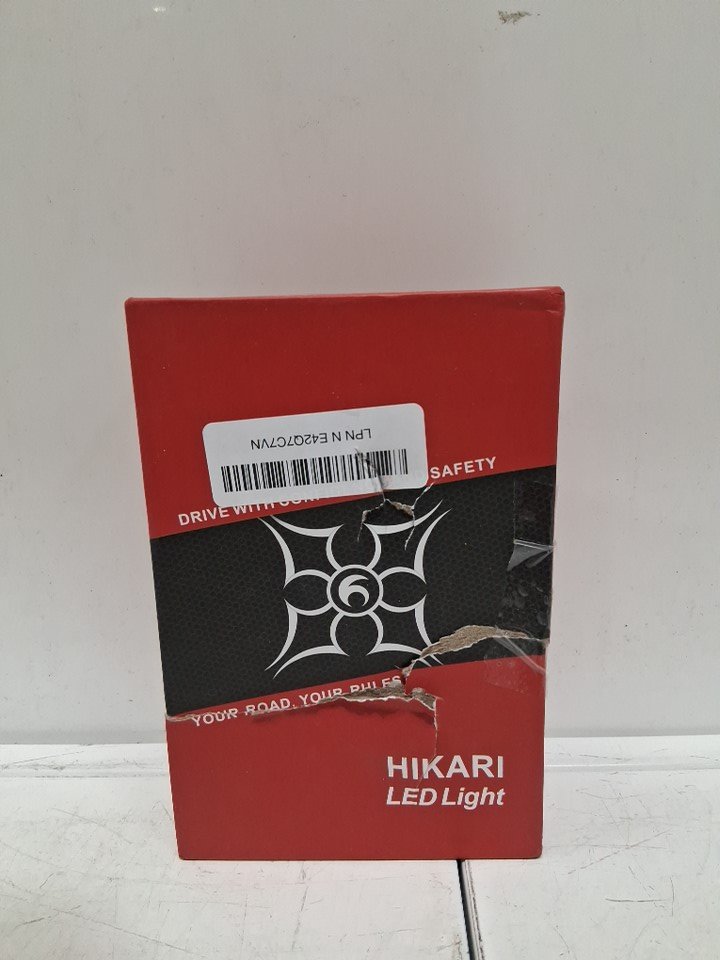 LPN N E42Q7C7VN
DRIVE WITH SAFETY
YOUR ROAD, YOUR RULES
HIKARI
LED Light